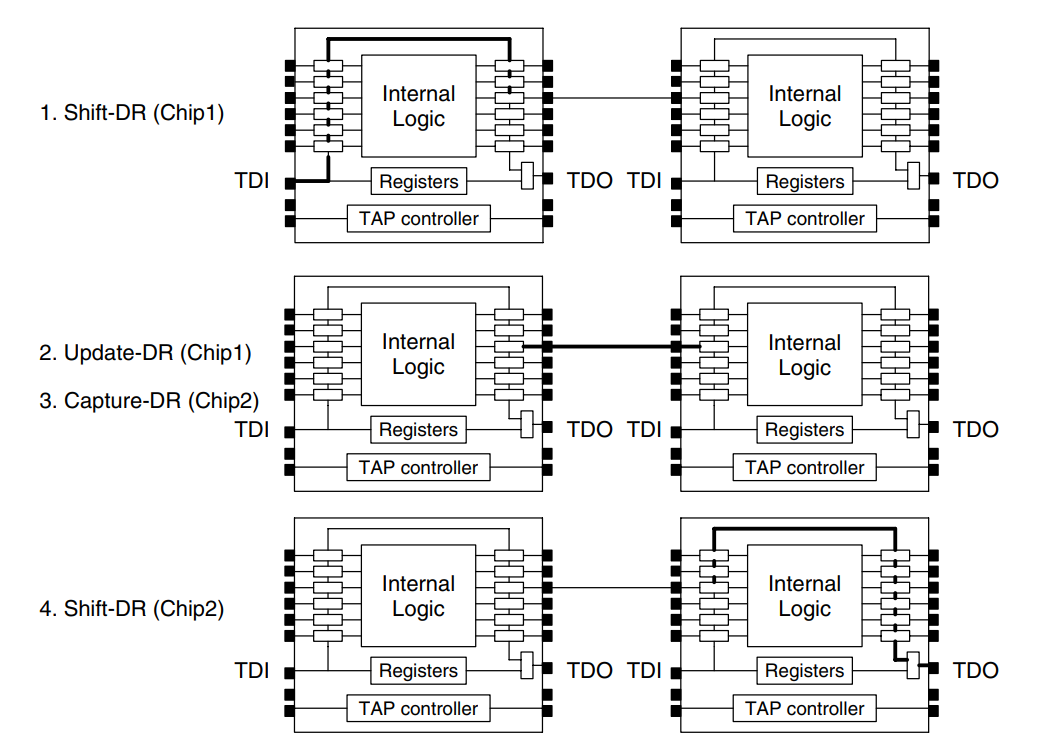 1. Shift-DR (Chip1)
Internal
Logic
Internal
Logic
TDI
Registers
TDO
TDI
Registers
TDO
TAP controller
TAP controller
2. Update-DR (Chip1)
Internal
Logic
Internal
Logic
3. Capture-DR (Chip2)
TDI
Registers
TDO
TDI
Registers
TDO
TAP controller
TAP controller
4. Shift-DR (Chip2)
Internal
Logic
Internal
Logic
TDI
Registers
TDO
TDI
Registers
TDO
TAP controller
TAP controller